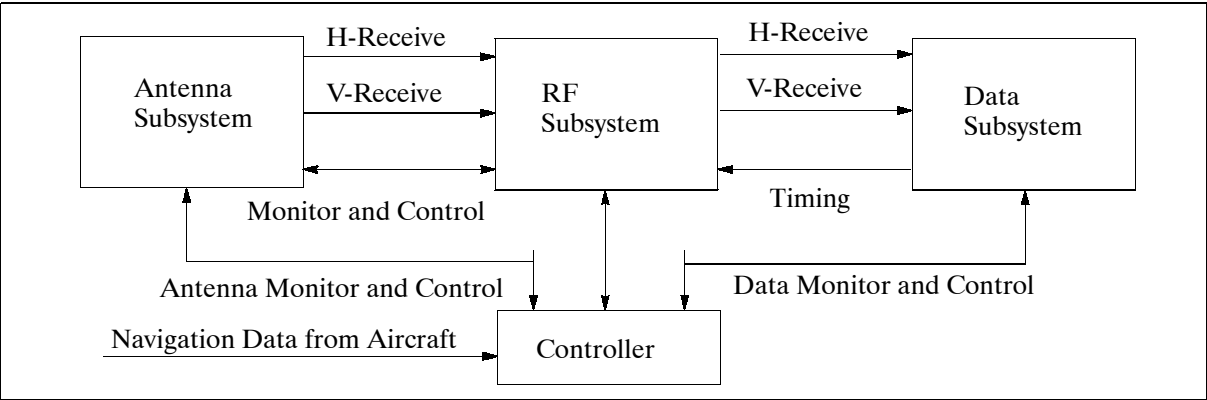 H-Receive
V-Receive
Antenna
Subsystem
RF
Subsystem
H-Receive
V-Receive
Data
Subsystem
Monitor and Control
Timing
Antenna Monitor and Control
Data Monitor and Control
Navigation Data from Aircraft
Controller